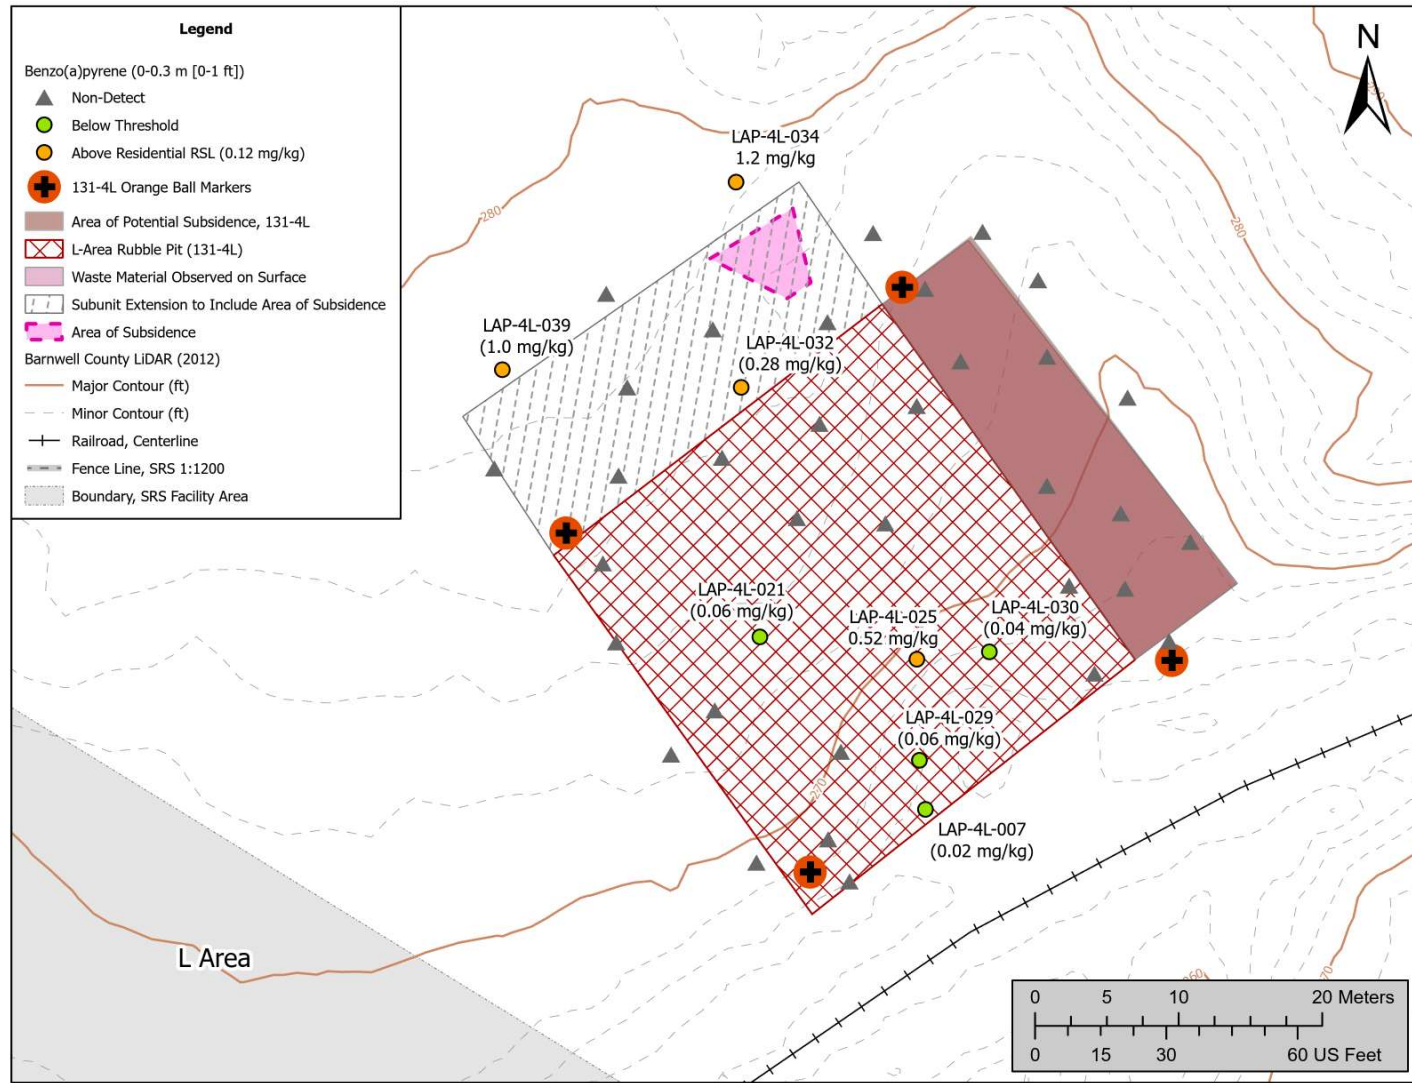 Legend
Benzo(a)pyrene (0-0.3 m [0-1 ft])
Non-Detect
Below Threshold
Above Residential RSL (0.12 mg/kg)
131-4L Orange Ball Markers
Area of Potential Subsidence, 131-4L
L-Area Rubble Pit (131-4L)
Waste Material Observed on Surface
Subunit Extension to Include Area of Subsidence
Area of Subsidence
Barnwell County LiDAR (2012)
Major Contour (ft)
Minor Contour (ft)
Railroad, Centerline
Fence Line, SRS 1:1200
Boundary, SRS Facility Area
N
280
280
LAP-4L-034
1.2 mg/kg
LAP-4L-039
(1.0 mg/kg)
LAP-4L-032
(0.28 mg/kg)
LAP-4L-021
(0.06 mg/kg)
LAP-4L-025
0.52 mg/kg
LAP-4L-030
(0.04 mg/kg)
LAP-4L-029
(0.06 mg/kg)
270
LAP-4L-007
(0.02 mg/kg)
L Area
0 5 10 20 Meters
0 15 30 60 US Feet